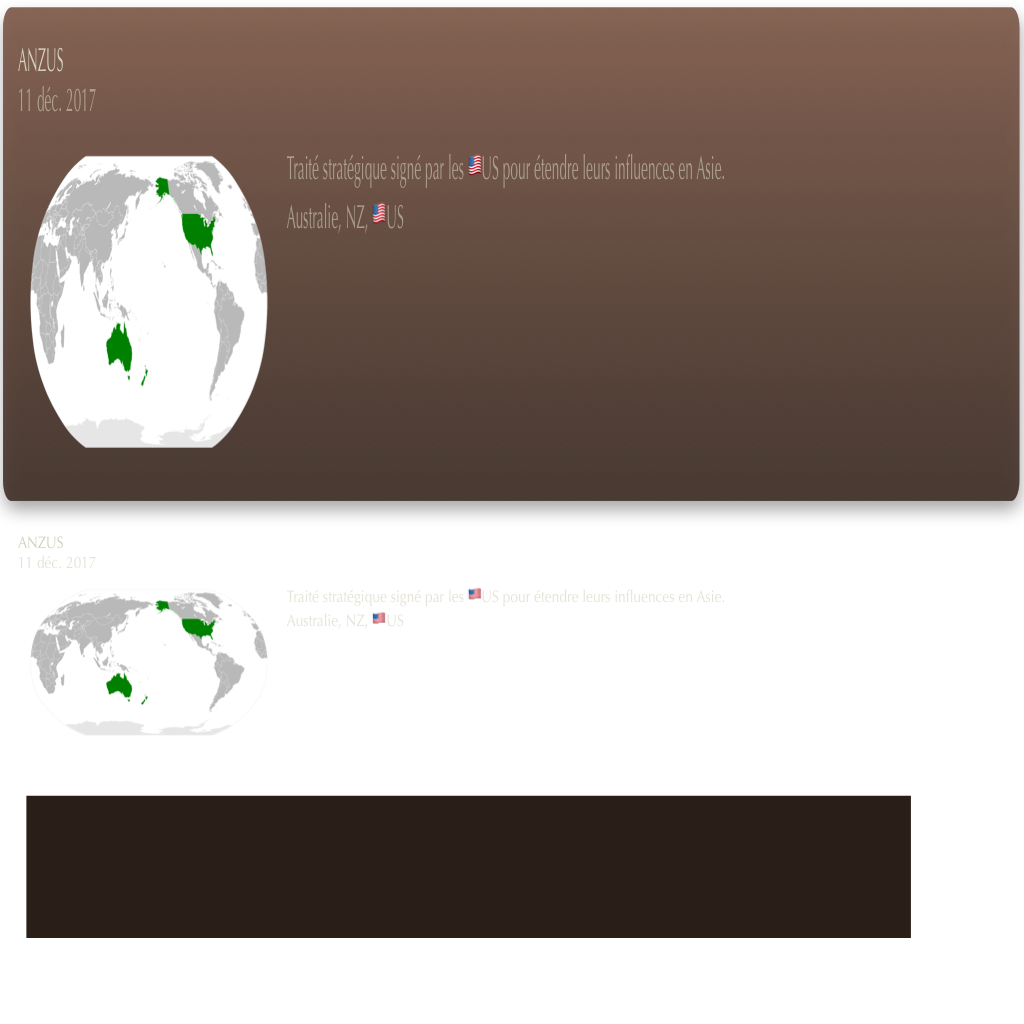 ANZUS
11 déc. 2017
Traité stratégique signé par les 🇺🇸US pour étendre leurs influences en Asie.
Australie, NZ, 🇺🇸US
ANZUS
11 déc. 2017
Traité stratégique signé par les 🇺🇸US pour étendre leurs influences en Asie.
Australie, NZ, 🇺🇸US